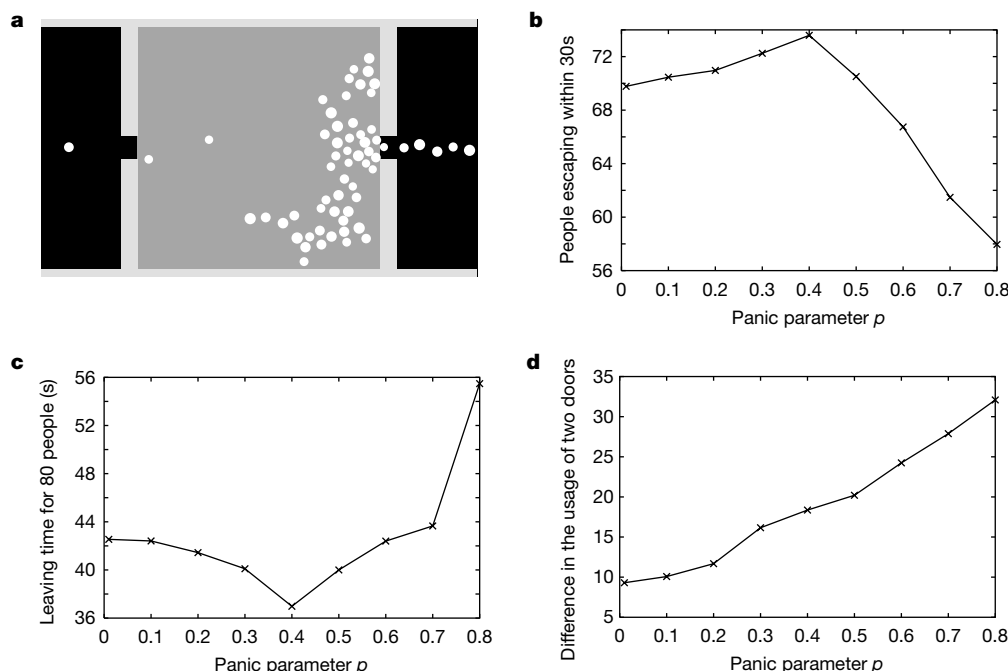 a
b
People escaping within 30s
72
68
64
60
56
0 0.1 0.2 0.3 0.4 0.5 0.6 0.7 0.8
Panic parameter p
c
Leaving time for 80 people (s)
56
52
48
44
40
36
0 0.1 0.2 0.3 0.4 0.5 0.6 0.7 0.8
Panic parameter p
d
Difference in the usage of two doors
35
30
25
20
15
10
5
0 0.1 0.2 0.3 0.4 0.5 0.6 0.7 0.8
Panic parameter p